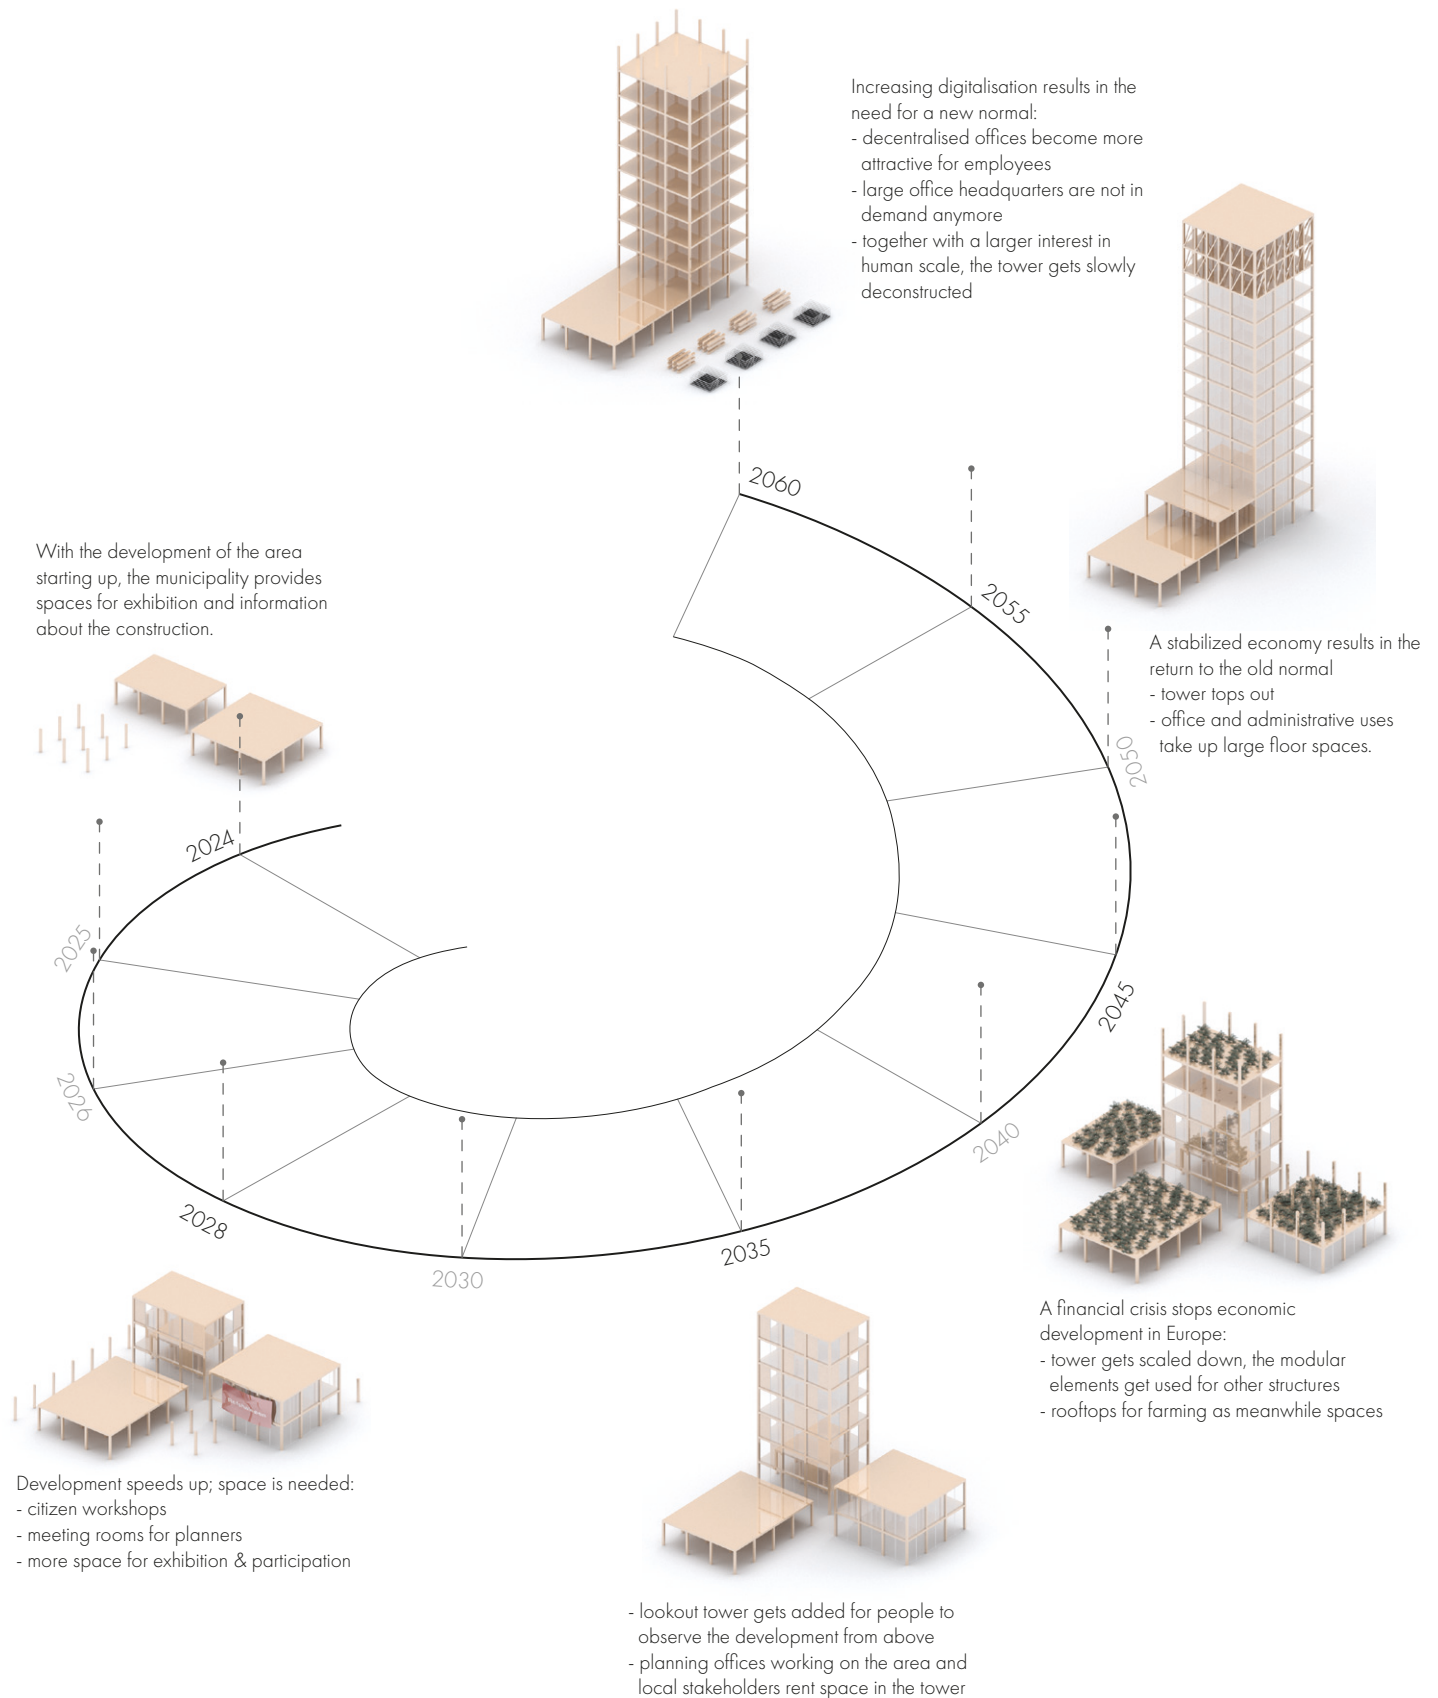 With the development of the area
starting up, the municipality provides
spaces for exhibition and information
about the construction.
2024
2025
2026
2028
Development speeds up; space is needed:
- citizen workshops
- meeting rooms for planners
- more space for exhibition & participation
2030
2035
- lookout tower gets added for people to
observe the development from above
- planning offices working on the area and
local stakeholders rent space in the tower
2040
2045
A financial crisis stops economic
development in Europe:
- tower gets scaled down, the modular
elements get used for other structures
- rooftops for farming as meanwhile spaces
2050
2055
A stabilized economy results in the
return to the old normal
- tower tops out
- office and administrative uses
take up large floor spaces.
2060
Increasing digitalisation results in the
need for a new normal:
- decentralised offices become more
attractive for employees
- large office headquarters are not in
demand anymore
- together with a larger interest in
human scale, the tower gets slowly
deconstructed